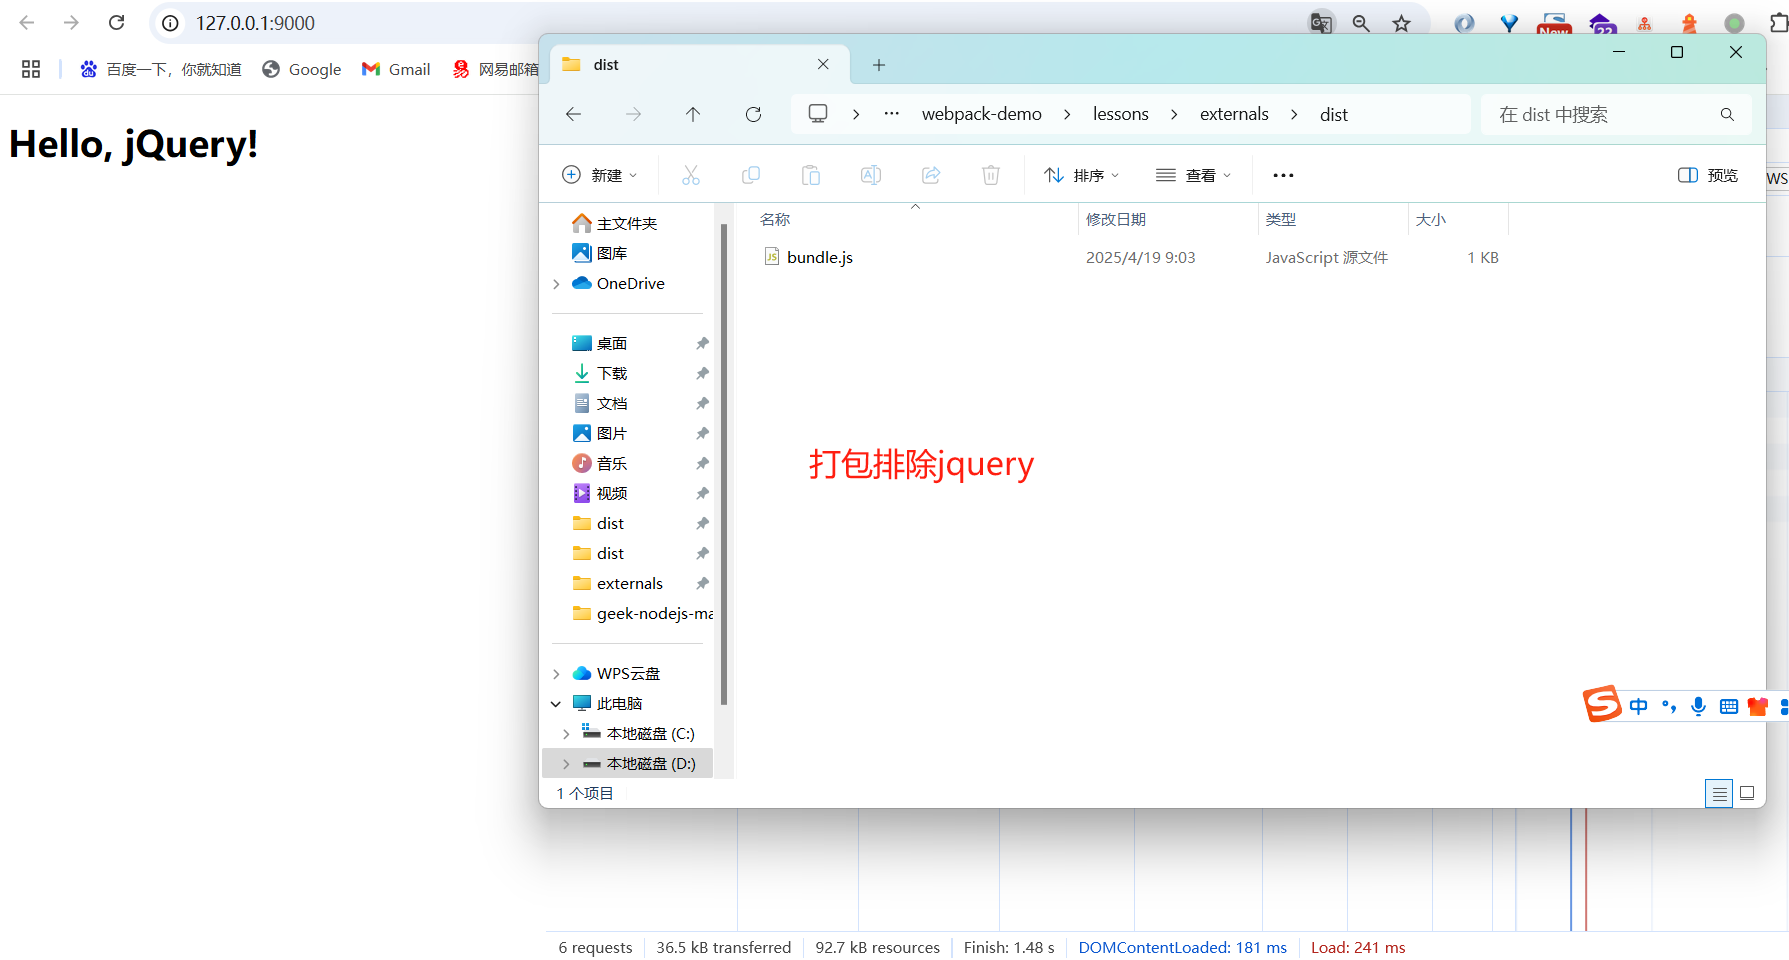 127.0.0.1:9000
百度一下，你就知道
Google
Gmail
网易邮箱
New
22
Hello, jQuery!
dist
webpack-demo
lessons
externals
dist
在 dist 中搜索
新建
排序
查看
预览
WS
主文件夹
图库
OneDrive
桌面
下载
文档
图片
音乐
视频
dist
dist
externals
geek-nodejs-ma
WPS云盘
此电脑
本地磁盘 (C:)
本地磁盘 (D:)
名称
修改日期
类型
大小
bundle.js
2025/4/19 9:03
JavaScript 源文件
1 KB
打包排除jquery
中
1 个项目
6 requests
36.5 kB transferred
92.7 kB resources
Finish: 1.48 s
DOMContentLoaded: 181 ms
Load: 241 ms